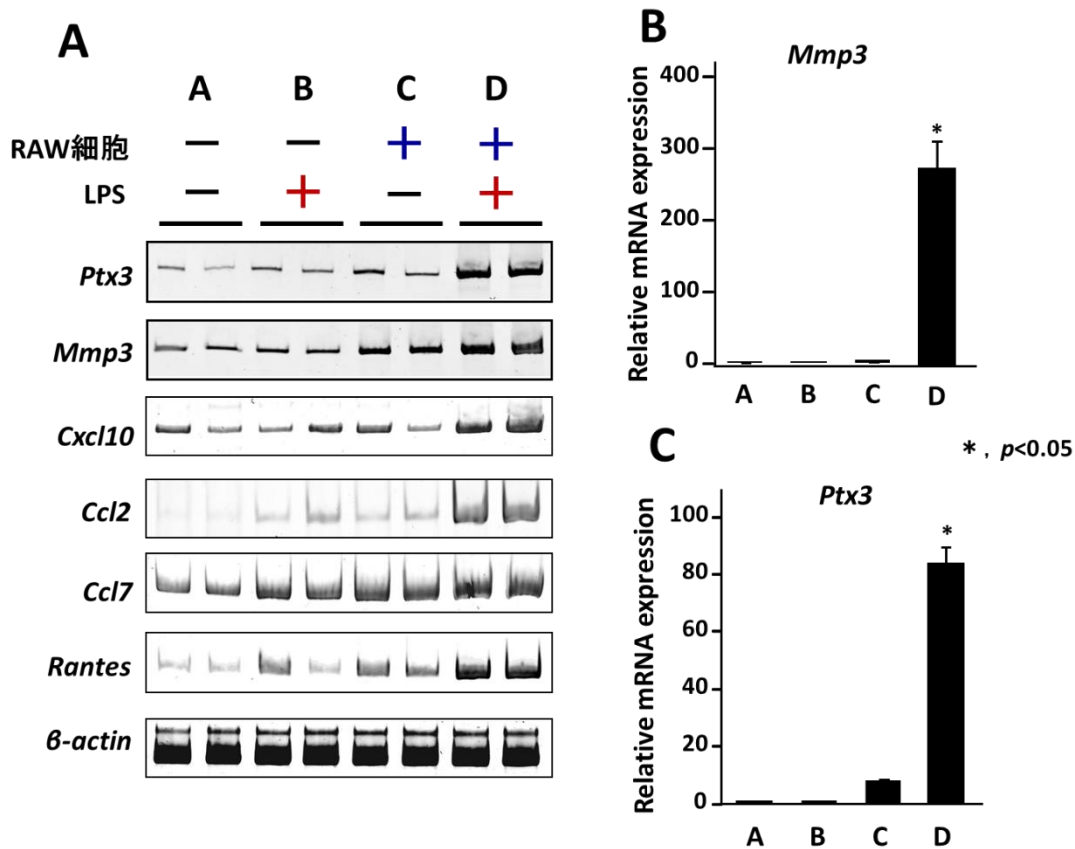 A
A B C D
RAW細胞 — — + +
LPS — + — +
Ptx3
Mmp3
Cxcl10
Ccl2
Ccl7
Rantes
β-actin
B
Mmp3
Relative mRNA expression
400
300
200
100
0
*
A B C D
*, p<0.05
C
Ptx3
Relative mRNA expression
100
80
60
40
20
0
*
A B C D